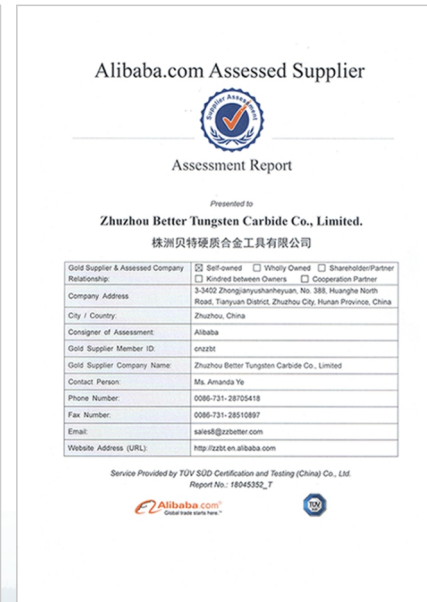 Alibaba.com Assessed Supplier
Supplier Assessment
Assessment Report
Presented to
Zhuzhou Better Tungsten Carbide Co., Limited.
株洲贝特硬质合金工具有限公司
Gold Supplier & Assessed Company Relationship: ☒ Self-owned ☐ Wholly Owned ☐ Shareholder/Partner
☐ Kindred between Owners ☐ Cooperation Partner
Company Address 3-3402 Zhongjianyushanheyuan, No. 389, Huanghe North
Road, Tianyuan District, Zhuzhou City, Hunan Province, China
City / Country: Zhuzhou, China
Consigner of Assessment: Alibaba
Gold Supplier Member ID: cnzzbt
Gold Supplier Company Name: Zhuzhou Better Tungsten Carbide Co., Limited
Contact Person: Ms. Amanda Ye
Phone Number: 0086-731- 28705418
Fax Number: 0086-731- 28510897
Email: sales8@zzbetter.com
Website Address (URL): http://zzbt.en.alibaba.com
Service Provided by TÜV SÜD Certification and Testing (China) Co., Ltd.
Report No.: 18045352_T
Alibaba.com
Global trade starts here.™
TÜV